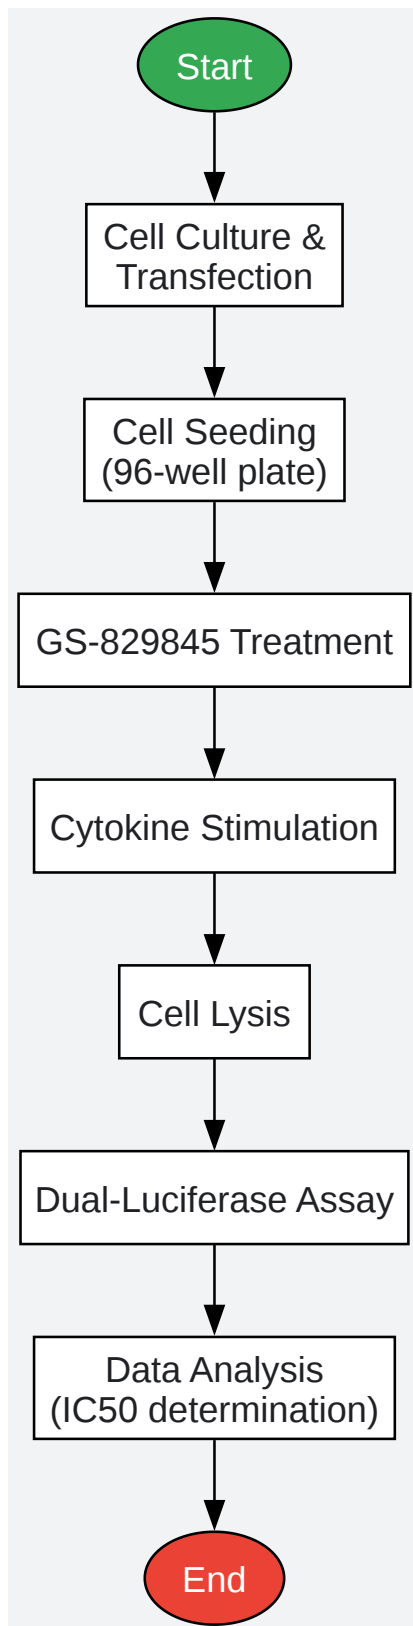 Start
Cell Culture &
Transfection
Cell Seeding
(96-well plate)
GS-829845 Treatment
Cytokine Stimulation
Cell Lysis
Dual-Luciferase Assay
Data Analysis
(IC50 determination)
End